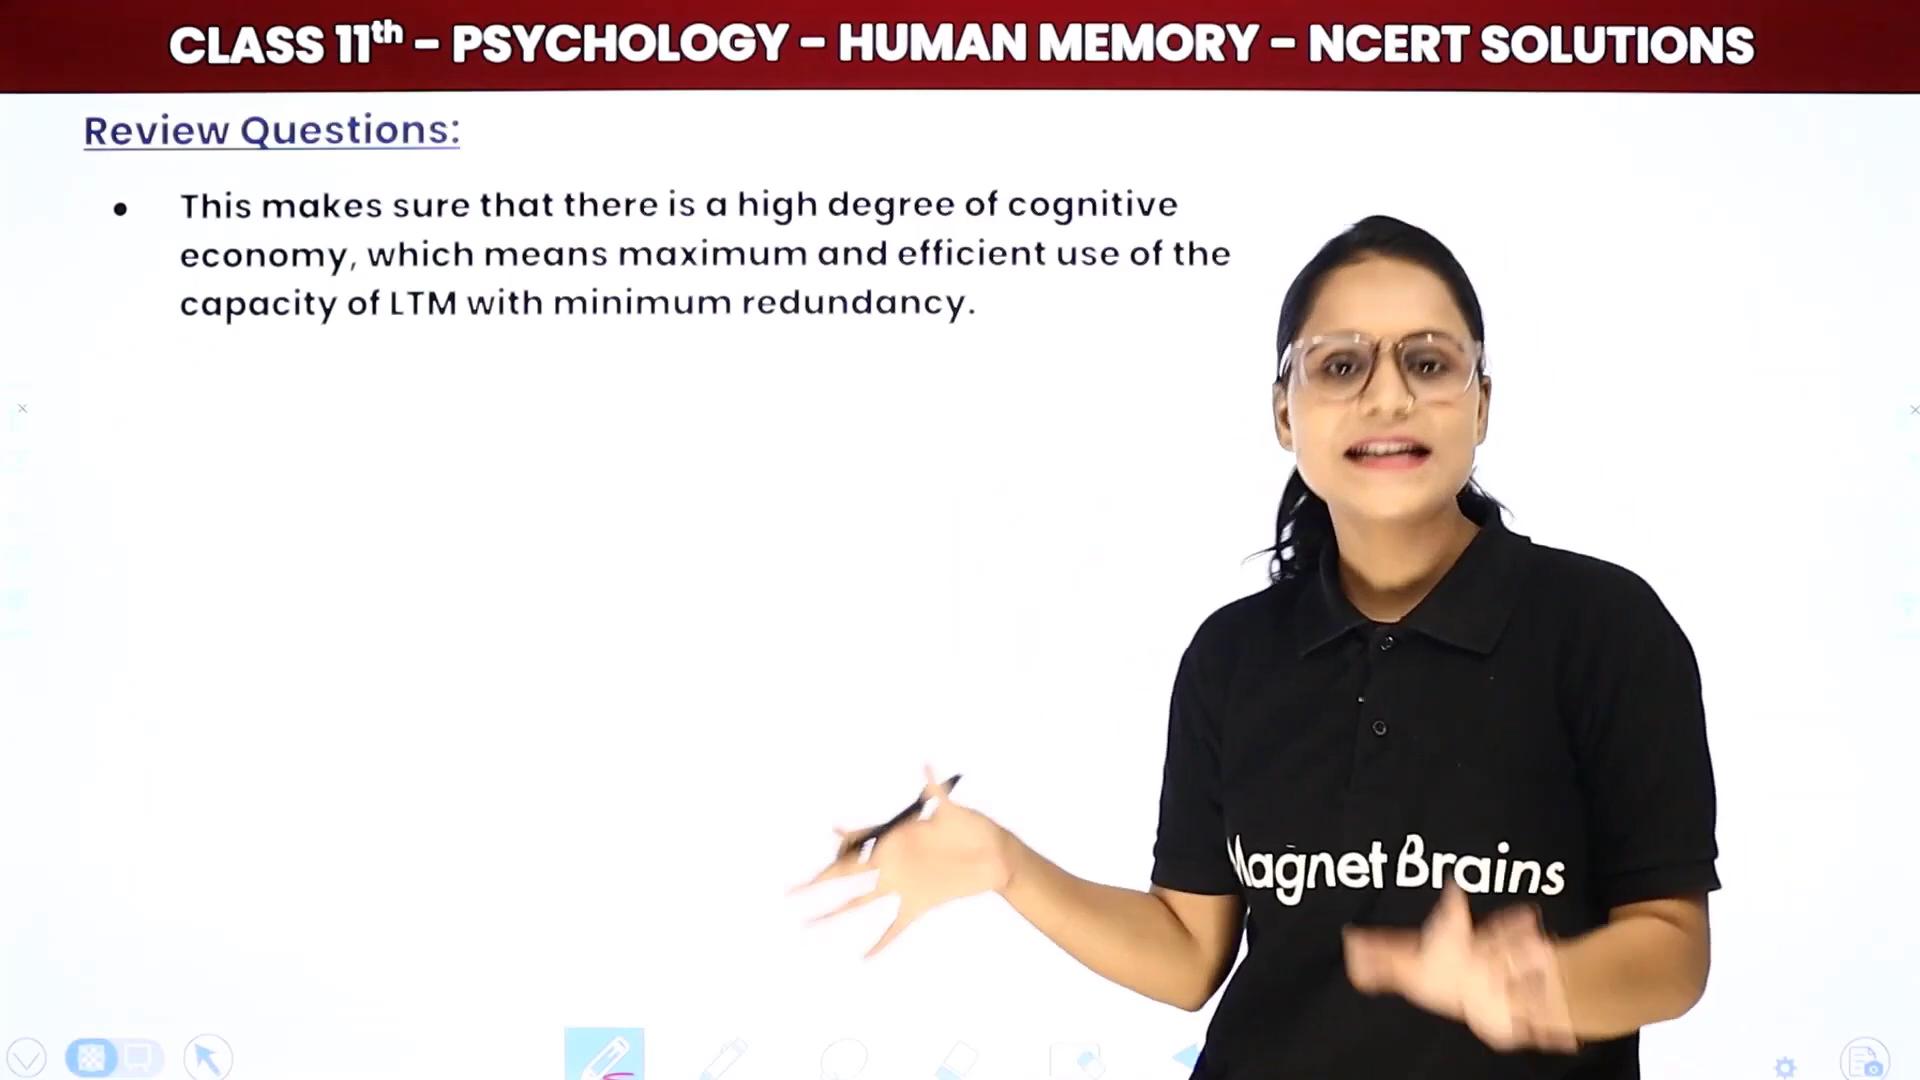 CLASS 11th - PSYCHOLOGY - HUMAN MEMORY - NCERT SOLUTIONS
Review Questions:
• This makes sure that there is a high degree of cognitive
economy, which means maximum and efficient use of the
capacity of LTM with minimum redundancy.
Magnet Brains